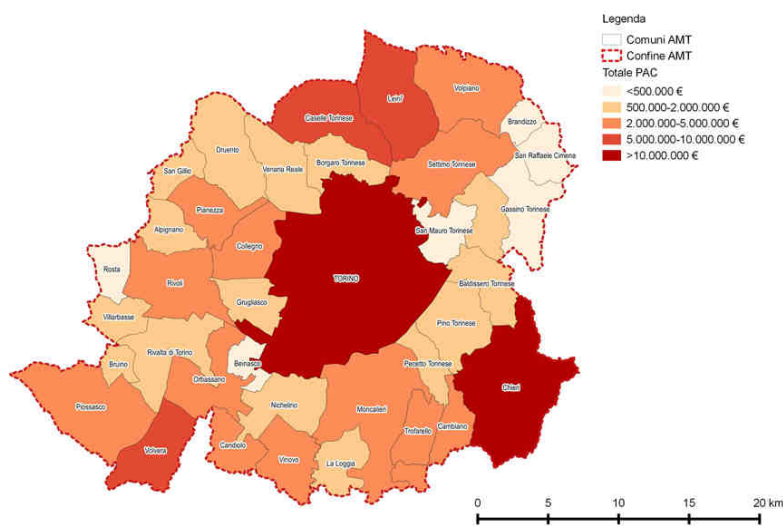 Legenda
Comuni AMT
Confine AMT
Totale PAC
<500.000 €
500.000-2.000.000 €
2.000.000-5.000.000 €
5.000.000-10.000.000 €
>10.000.000 €
Leinì
Volpiano
Caselle Torinese
Brandizzo
Druento
San Raffaele Cimena
Borgaro Torinese
Settimo Torinese
Venaria Reale
San Gillio
Pianezza
Gassino Torinese
Alpignano
San Mauro Torinese
Collegno
Rosta
TORINO
Rivoli
Baldissero Torinese
Grugliasco
Villarbasse
Pino Torinese
Rivalta di Torino
Bruino
Beinasco
Pecetto Torinese
Orbassano
Chieri
Piossasco
Nichelino
Moncalieri
Trofarello
Cambiano
Candiolo
Volvera
Vinovo
La Loggia
0 5 10 15 20 km